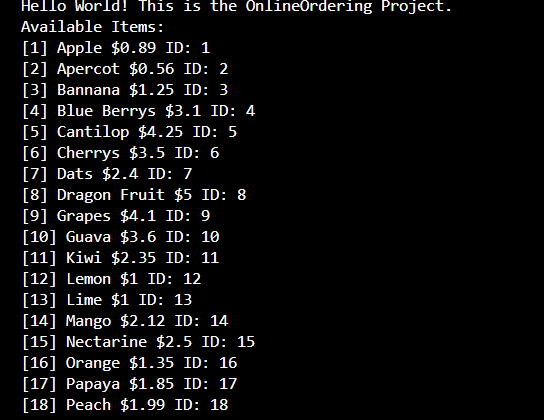 Hello World! This is the OnlineOrdering Project.
Available Items:
[1] Apple $0.89 ID: 1
[2] Apercot $0.56 ID: 2
[3] Bannana $1.25 ID: 3
[4] Blue Berrys $3.1 ID: 4
[5] Cantilop $4.25 ID: 5
[6] Cherrys $3.5 ID: 6
[7] Dats $2.4 ID: 7
[8] Dragon Fruit $5 ID: 8
[9] Grapes $4.1 ID: 9
[10] Guava $3.6 ID: 10
[11] Kiwi $2.35 ID: 11
[12] Lemon $1 ID: 12
[13] Lime $1 ID: 13
[14] Mango $2.12 ID: 14
[15] Nectarine $2.5 ID: 15
[16] Orange $1.35 ID: 16
[17] Papaya $1.85 ID: 17
[18] Peach $1.99 ID: 18